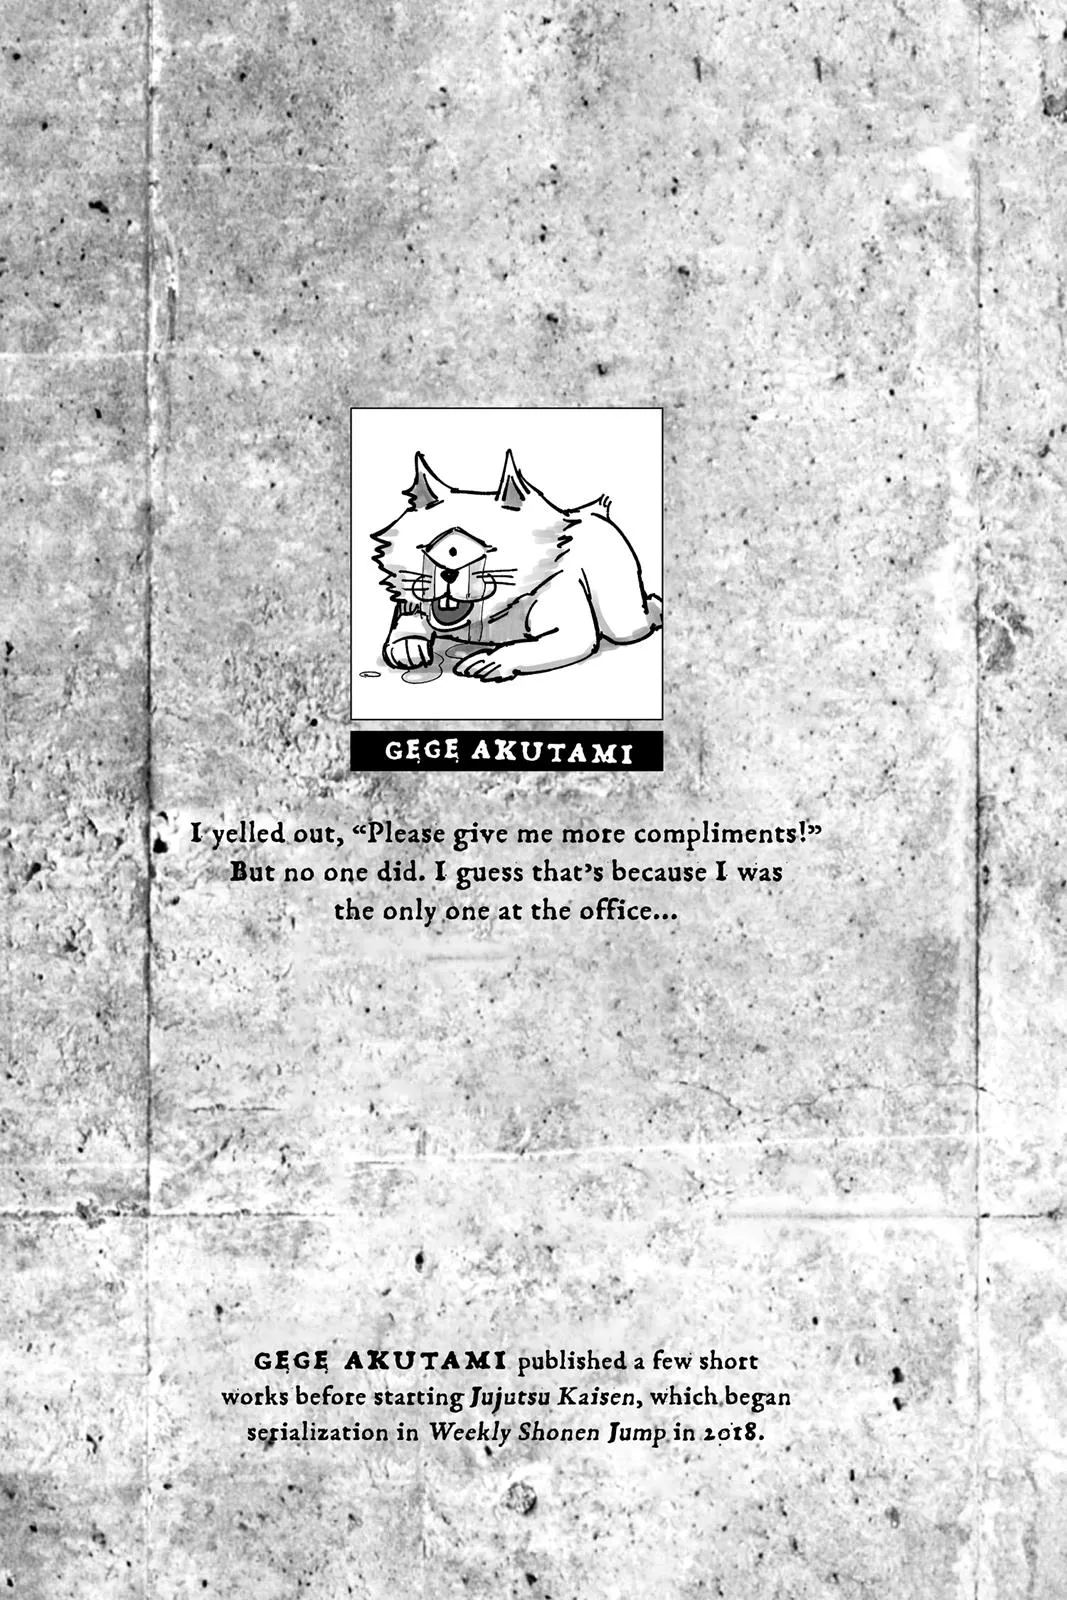 GEGE AKUTAMI
I yelled out, “Please give me more compliments!”
But no one did. I guess that’s because I was
the only one at the office...
GEGE AKUTAMI published a few short
works before starting Jujutsu Kaisen, which began
serialization in Weekly Shonen Jump in 2018.